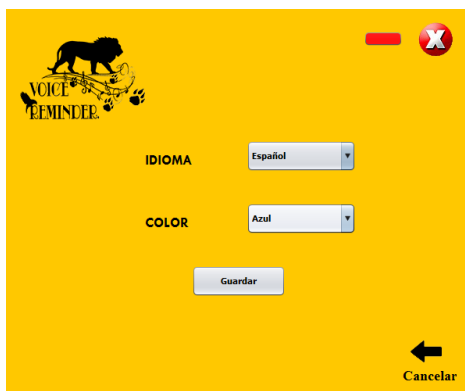 VOICE
REMINDER
IDIOMA
Español
COLOR
Azul
Guardar
Cancelar